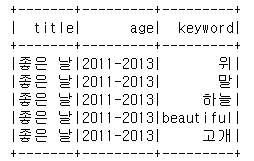 +-------+---------+---------+
|  title|      age|  keyword|
+-------+---------+---------+
|좋은 날|2011-2013|       위|
|좋은 날|2011-2013|       말|
|좋은 날|2011-2013|     하늘|
|좋은 날|2011-2013|beautiful|
|좋은 날|2011-2013|     고개|
+-------+---------+---------+